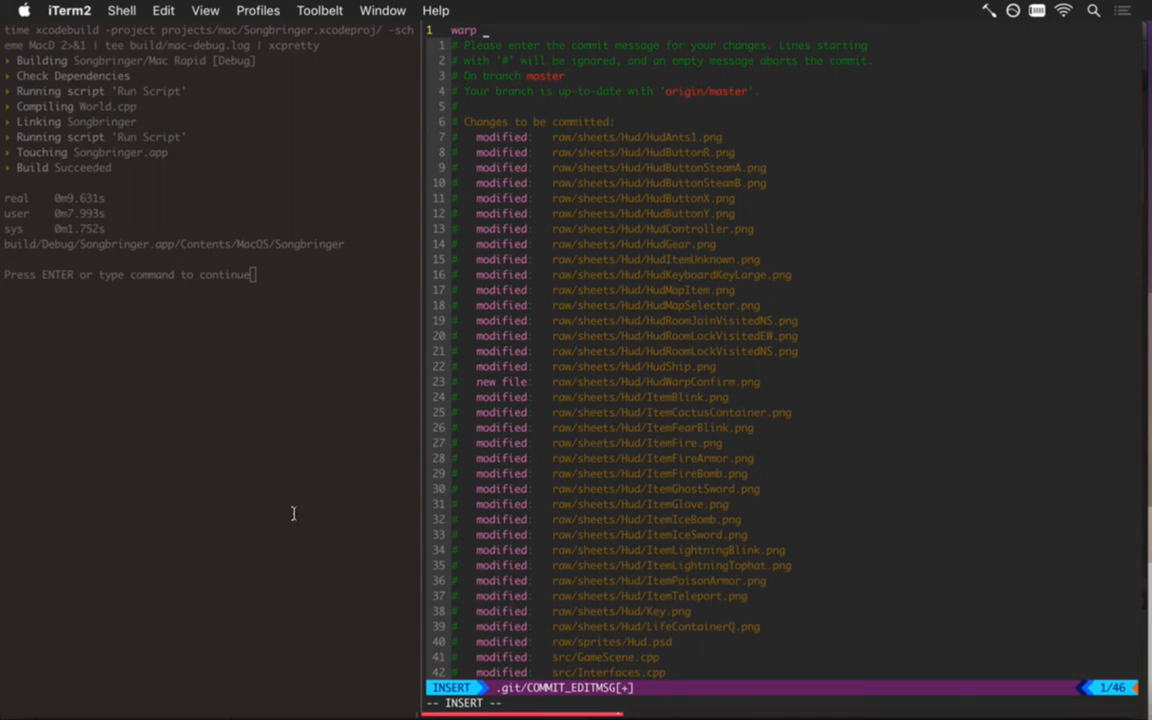 iTerm2 Shell Edit View Profiles Toolbelt Window Help
time xcodebuild -project projects/mac/Songbringer.xcodeproj/ -sch
eme MacD 2>&1 | tee build/mac-debug.log | xcpretty
▸ Building Songbringer/Mac Rapid [Debug]
▸ Check Dependencies
▸ Running script 'Run Script'
▸ Compiling World.cpp
▸ Linking Songbringer
▸ Running script 'Run Script'
▸ Touching Songbringer.app
▸ Build Succeeded
real 0m9.631s
user 0m7.993s
sys 0m1.752s
build/Debug/Songbringer.app/Contents/MacOS/Songbringer
Press ENTER or type command to continue
1 warp _
1 # Please enter the commit message for your changes. Lines starting
2 # with '#' will be ignored, and an empty message aborts the commit.
3 # On branch master
4 # Your branch is up-to-date with 'origin/master'.
5 #
6 # Changes to be committed:
7 # modified: raw/sheets/Hud/HudAnts1.png
8 # modified: raw/sheets/Hud/HudButtonR.png
9 # modified: raw/sheets/Hud/HudButtonSteamA.png
10 # modified: raw/sheets/Hud/HudButtonSteamB.png
11 # modified: raw/sheets/Hud/HudButtonX.png
12 # modified: raw/sheets/Hud/HudButtonY.png
13 # modified: raw/sheets/Hud/HudController.png
14 # modified: raw/sheets/Hud/HudGear.png
15 # modified: raw/sheets/Hud/HudItemUnknown.png
16 # modified: raw/sheets/Hud/HudKeyboardKeyLarge.png
17 # modified: raw/sheets/Hud/HudMapItem.png
18 # modified: raw/sheets/Hud/HudMapSelector.png
19 # modified: raw/sheets/Hud/HudRoomJoinVisitedNS.png
20 # modified: raw/sheets/Hud/HudRoomLockVisitedEW.png
21 # modified: raw/sheets/Hud/HudRoomLockVisitedNS.png
22 # modified: raw/sheets/Hud/HudShip.png
23 # new file: raw/sheets/Hud/HudWarpConfirm.png
24 # modified: raw/sheets/Hud/ItemBlink.png
25 # modified: raw/sheets/Hud/ItemCactusContainer.png
26 # modified: raw/sheets/Hud/ItemFearBlink.png
27 # modified: raw/sheets/Hud/ItemFire.png
28 # modified: raw/sheets/Hud/ItemFireArmor.png
29 # modified: raw/sheets/Hud/ItemFireBomb.png
30 # modified: raw/sheets/Hud/ItemGhostSword.png
31 # modified: raw/sheets/Hud/ItemGlove.png
32 # modified: raw/sheets/Hud/ItemIceBomb.png
33 # modified: raw/sheets/Hud/ItemIceSword.png
34 # modified: raw/sheets/Hud/ItemLightningBlink.png
35 # modified: raw/sheets/Hud/ItemLightningTophat.png
36 # modified: raw/sheets/Hud/ItemPoisonArmor.png
37 # modified: raw/sheets/Hud/ItemTeleport.png
38 # modified: raw/sheets/Hud/Key.png
39 # modified: raw/sheets/Hud/LifeContainerQ.png
40 # modified: raw/sprites/Hud.psd
41 # modified: src/GameScene.cpp
42 # modified: src/Interfaces.cpp
INSERT .git/COMMIT_EDITMSG[+] 1/46
-- INSERT --